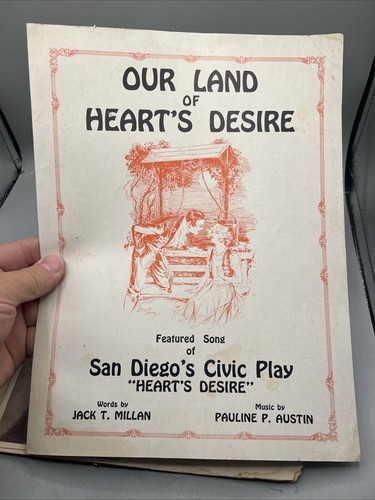 OUR LAND
OF
HEART'S DESIRE
Featured Song
of
San Diego's Civic Play
"HEART'S DESIRE"
Words by
JACK T. MILLAN
Music by
PAULINE P. AUSTIN